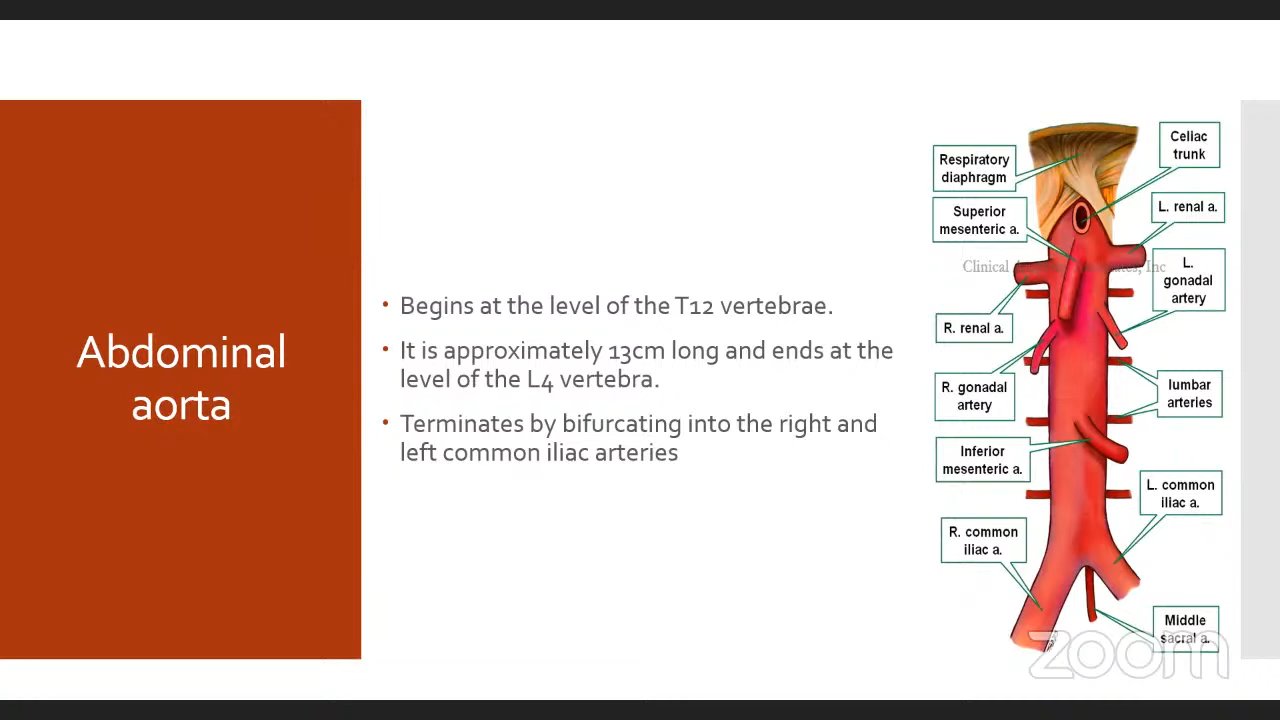 Abdominal
aorta
• Begins at the level of the T12 vertebrae.
• It is approximately 13cm long and ends at the
level of the L4 vertebra.
• Terminates by bifurcating into the right and
left common iliac arteries
Respiratory
diaphragm
Celiac
trunk
Superior
mesenteric a.
L. renal a.
Clinical
Inc
L.
gonadal
artery
R. renal a.
R. gonadal
artery
lumbar
arteries
Inferior
mesenteric a.
L. common
iliac a.
R. common
iliac a.
Middle
sacral a.
zoom